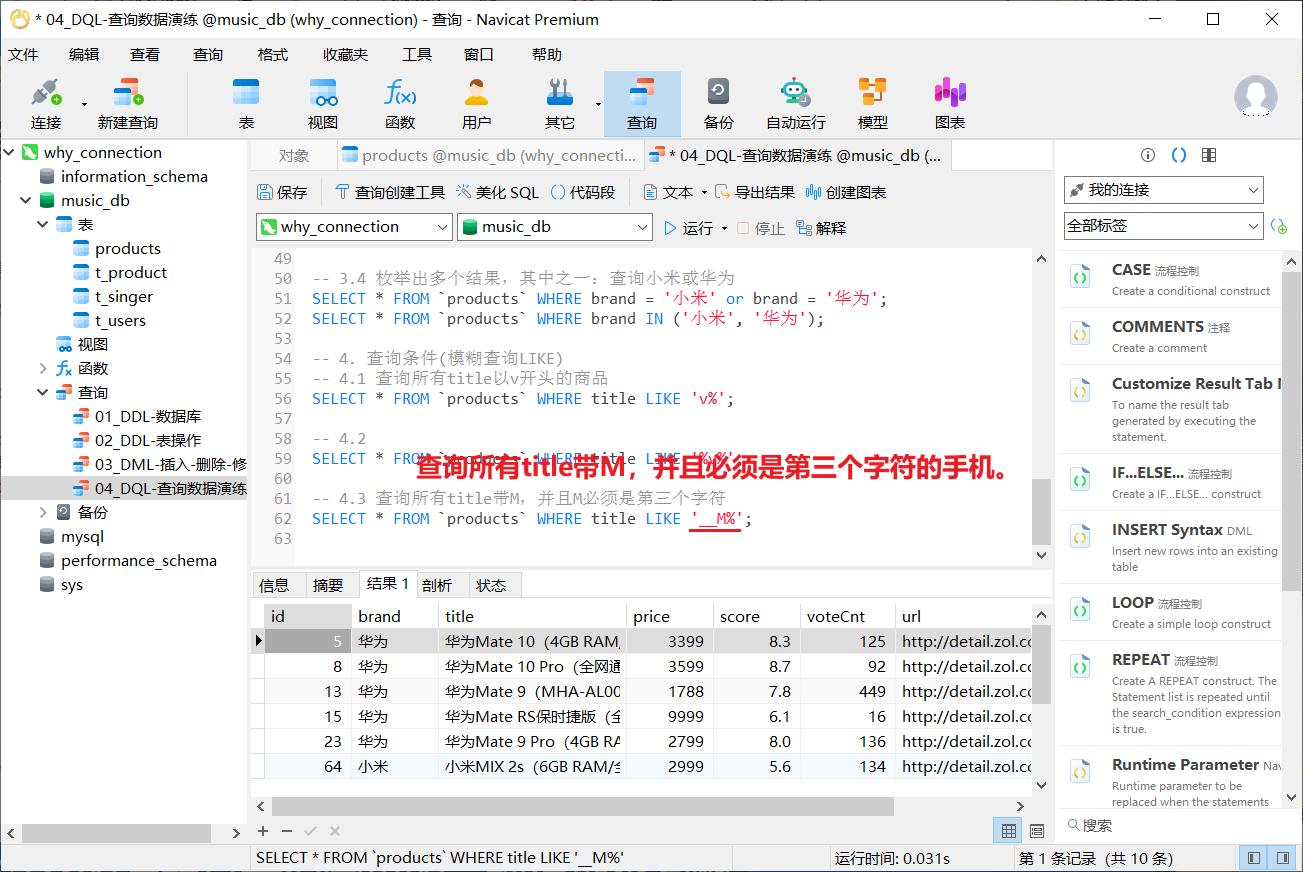 * 04_DQL-查询数据演练 @music_db (why_connection) - 查询 - Navicat Premium
文件 编辑 查看 查询 格式 工具 窗口 帮助
连接 新建查询 表 视图 函数 用户 其它 查询 备份 自动运行 模型 图表
why_connection
information_schema
music_db
表
products
t_product
t_singer
t_users
视图
函数
查询
01_DDL-数据库
02_DDL-表操作
03_DML-插入-删除-修
04_DQL-查询数据演练
备份
mysql
performance_schema
sys
对象 products @music_db (why_connecti... * 04_DQL-查询数据演练 @music_db (...
保存 查询创建工具 美化 SQL () 代码段 文本 导出结果 创建图表
why_connection music_db 运行 停止 解释
49
50 -- 3.4 枚举出多个结果，其中之一：查询小米或华为
51 SELECT * FROM `products` WHERE brand = '小米' or brand = '华为';
52 SELECT * FROM `products` WHERE brand IN ('小米', '华为');
53
54 -- 4. 查询条件(模糊查询LIKE)
55 -- 4.1 查询所有title以v开头的商品
56 SELECT * FROM `products` WHERE title LIKE 'v%';
57
58 -- 4.2
59 SELECT * FROM `products` WHERE title LIKE '%v%';
查询所有title带M，并且必须是第三个字符的手机。
60
61 -- 4.3 查询所有title带M，并且M必须是第三个字符
62 SELECT * FROM `products` WHERE title LIKE '__M%';
63
信息 摘要 结果 1 剖析 状态
id brand title price score voteCnt url
5 华为 华为Mate 10（4GB RAM/ 3399 8.3 125 http://detail.zol.cc
8 华为 华为Mate 10 Pro（全网通 3599 8.7 92 http://detail.zol.cc
13 华为 华为Mate 9（MHA-AL00 1788 7.8 449 http://detail.zol.cc
15 华为 华为Mate RS保时捷版（全 9999 6.1 16 http://detail.zol.cc
23 华为 华为Mate 9 Pro（4GB RA 2799 8.0 136 http://detail.zol.cc
64 小米 小米MIX 2s（6GB RAM/全 2999 5.6 134 http://detail.zol.cc
SELECT * FROM `products` WHERE title LIKE '__M%' 运行时间: 0.031s 第 1 条记录（共 10 条）
我的连接
全部标签
CASE 流程控制
Create a conditional construct
COMMENTS 注释
Create a comment
Customize Result Tab N
To name the result tab
generated by executing the
statement.
IF...ELSE... 流程控制
Create a IF...ELSE... construct
INSERT Syntax DML
Insert new rows into an existing
table
LOOP 流程控制
Create a simple loop construct
REPEAT 流程控制
Create A REPEAT construct. The
Statement list is repeated until
the search_condition expression
is true.
Runtime Parameter Nav
Runtime parameter to be
replaced when the statements
搜索